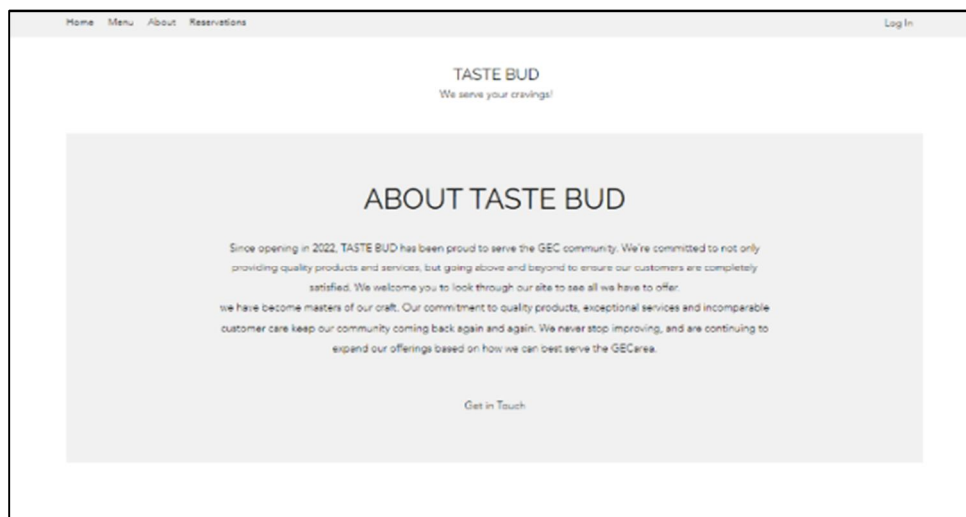 Home Menu About Reservations Log In
TASTE BUD
We serve your cravings!
ABOUT TASTE BUD
Since opening in 2022, TASTE BUD has been proud to serve the GEC community. We're committed to not only
providing quality products and services, but going above and beyond to ensure our customers are completely
satisfied. We welcome you to look through our site to see all we have to offer.
we have become masters of our craft. Our commitment to quality products, exceptional services and incomparable
customer care keep our community coming back again and again. We never stop improving, and are continuing to
expand our offerings based on how we can best serve the GECarea.
Get in Touch